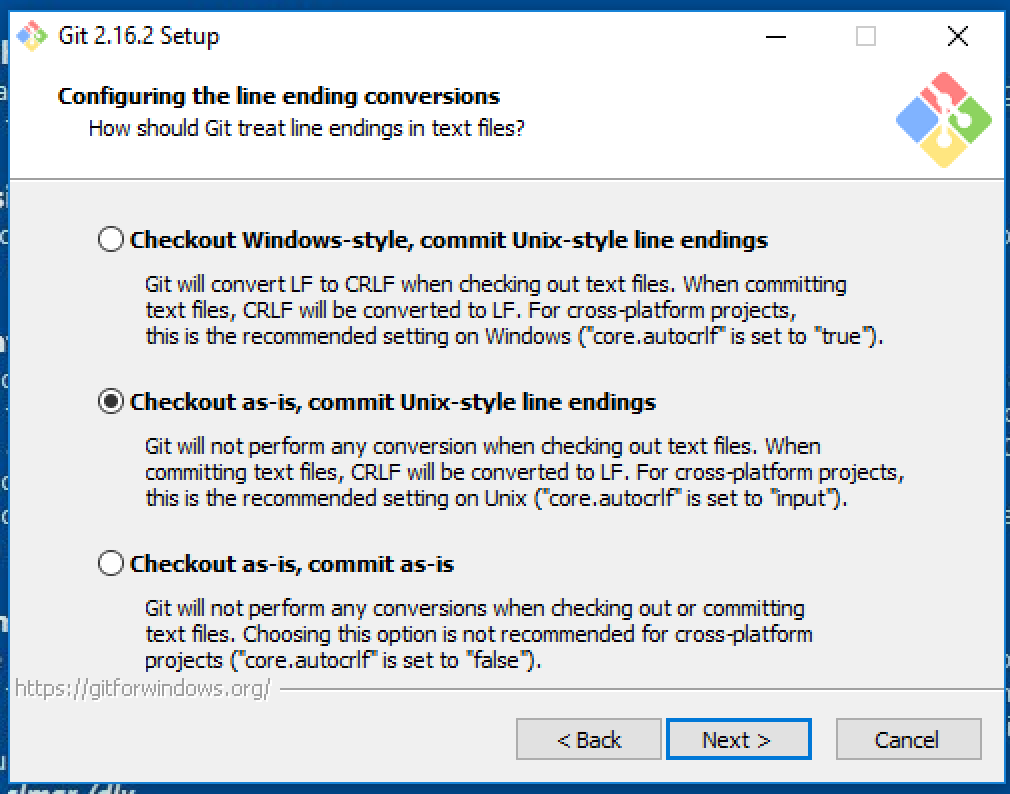 Git 2.16.2 Setup
Configuring the line ending conversions
How should Git treat line endings in text files?
Checkout Windows-style, commit Unix-style line endings
Git will convert LF to CRLF when checking out text files. When committing
text files, CRLF will be converted to LF. For cross-platform projects,
this is the recommended setting on Windows ("core.autocrlf" is set to "true").
Checkout as-is, commit Unix-style line endings
Git will not perform any conversion when checking out text files. When
committing text files, CRLF will be converted to LF. For cross-platform projects,
this is the recommended setting on Unix ("core.autocrlf" is set to "input").
Checkout as-is, commit as-is
Git will not perform any conversions when checking out or committing
text files. Choosing this option is not recommended for cross-platform
projects ("core.autocrlf" is set to "false").
https://gitforwindows.org/
< Back
Next >
Cancel